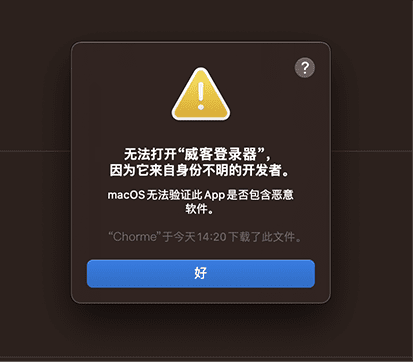 ?
无法打开“威客登录器”，
因为它来自身份不明的开发者。
macOS 无法验证此 App 是否包含恶意
软件。
“Chorme”于今天14:20下载了此文件。
好